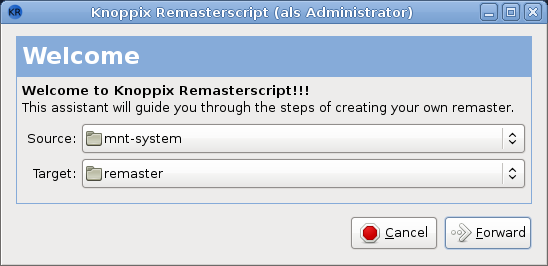 KR Knoppix Remasterscript (als Administrator)
Welcome
Welcome to Knoppix Remasterscript!!!
This assistant will guide you through the steps of creating your own remaster.
Source: mnt-system
Target: remaster
Cancel Forward